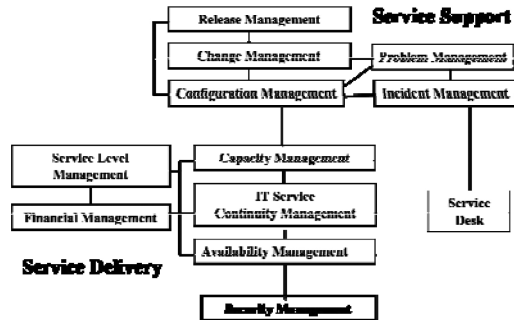 Release Management
Service Support
Change Management
Problem Management
Configuration Management
Incident Management
Service Level
Management
Capacity Management
IT Service
Continuity Management
Financial Management
Service
Desk
Availability Management
Service Delivery
Security Management